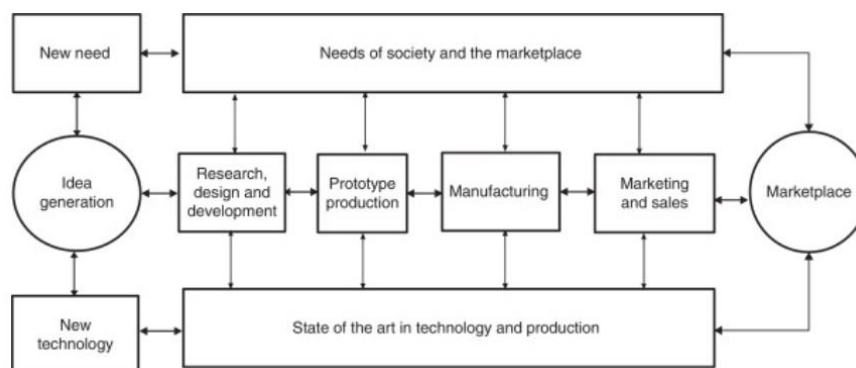 New need
Needs of society and the marketplace
Idea
generation
Research,
design and
development
Prototype
production
Manufacturing
Marketing
and sales
Marketplace
New
technology
State of the art in technology and production